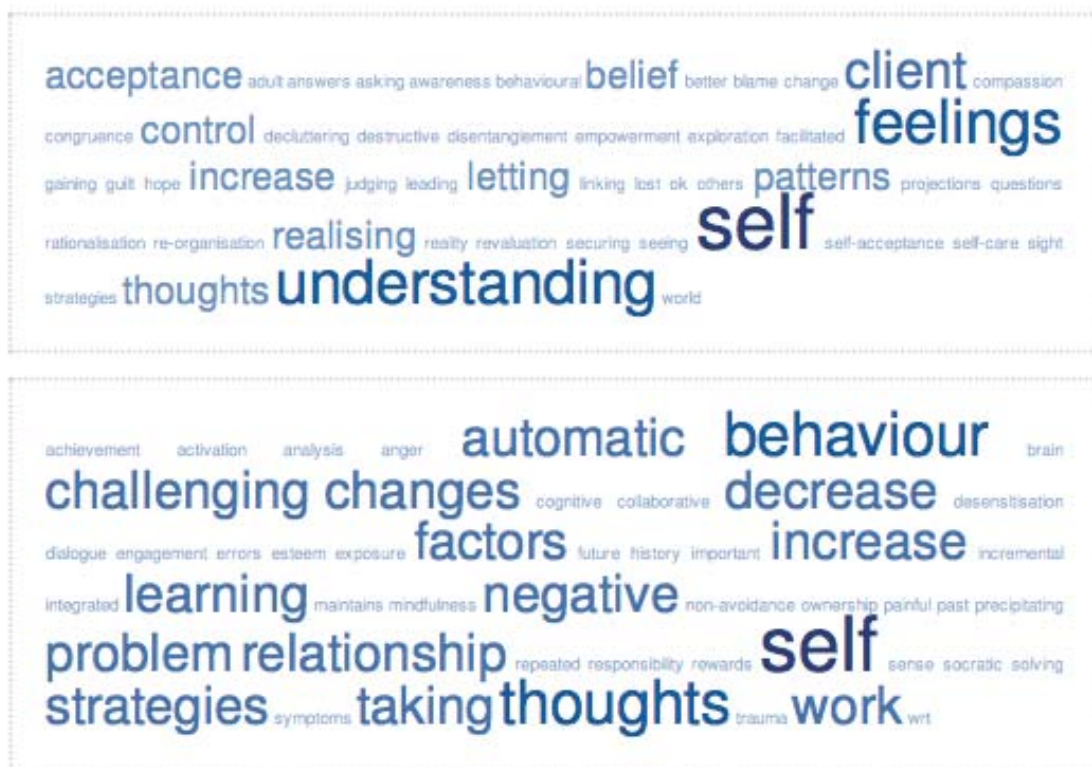 acceptance adult answers asking awareness behavioural belief better blame change client compassion
congruence control decluttering destructive disentanglement empowerment exploration facilitated feelings
gaining guilt hope increase judging leading letting linking lost ok others patterns projections questions
rationalisation re-organisation realising reality revaluation securing seeing self self-acceptance self-care sight
strategies thoughts understanding world
achievement activation analysis anger automatic behaviour brain
challenging changes cognitive collaborative decrease desensitisation
dialogue engagement errors esteem exposure factors future history important increase incremental
integrated learning maintains mindfulness negative non-avoidance ownership painful past precipitating
problem relationship repeated responsibility rewards self sense socratic solving
strategies symptoms taking thoughts trauma work wrt